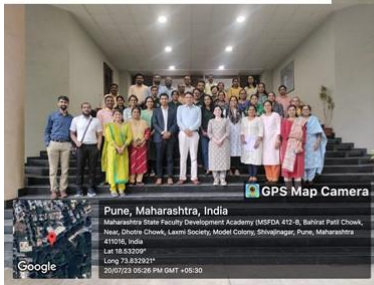 GPS Map Camera
Pune, Maharashtra, India
Maharashtra State Faculty Development Academy (MSFDA 412-B, Bahirat Patil Chowk,
Near, Dhotre Chowk, Laxmi Society, Model Colony, Shivajinagar, Pune, Maharashtra
411016, India
Lat 18.53209°
Long 73.832921°
20/07/23 05:26 PM GMT +05:30
Google